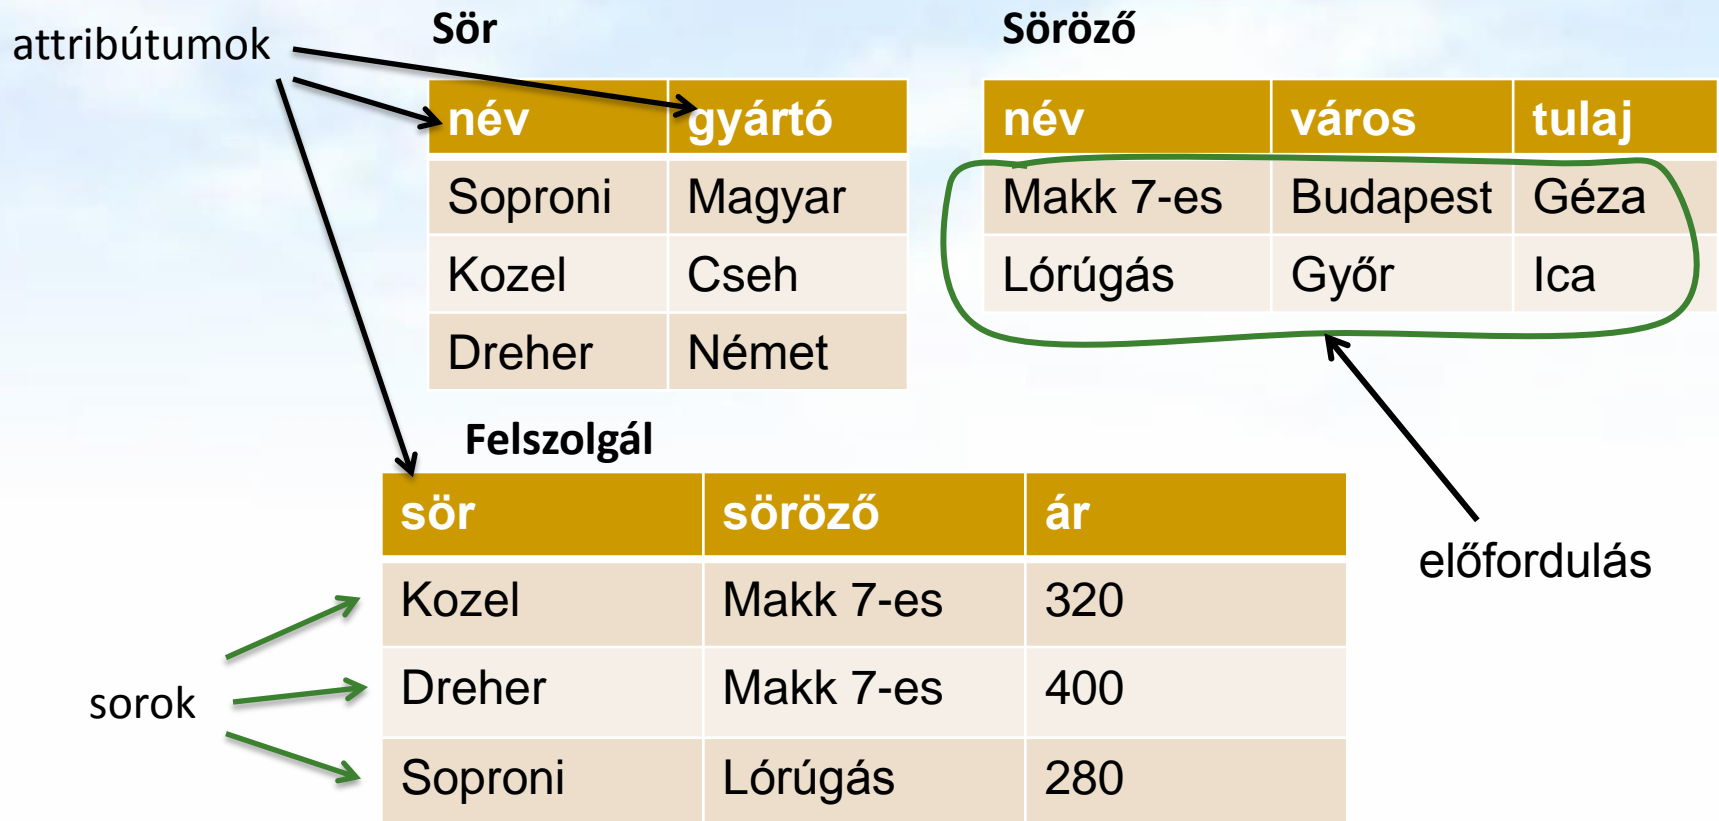 attribútumok
Sör
név gyártó
Soproni Magyar
Kozel Cseh
Dreher Német
Söröző
név város tulaj
Makk 7-es Budapest Géza
Lórúgás Győr Ica
előfordulás
Felszolgál
sör söröző ár
Kozel Makk 7-es 320
Dreher Makk 7-es 400
Soproni Lórúgás 280
sorok